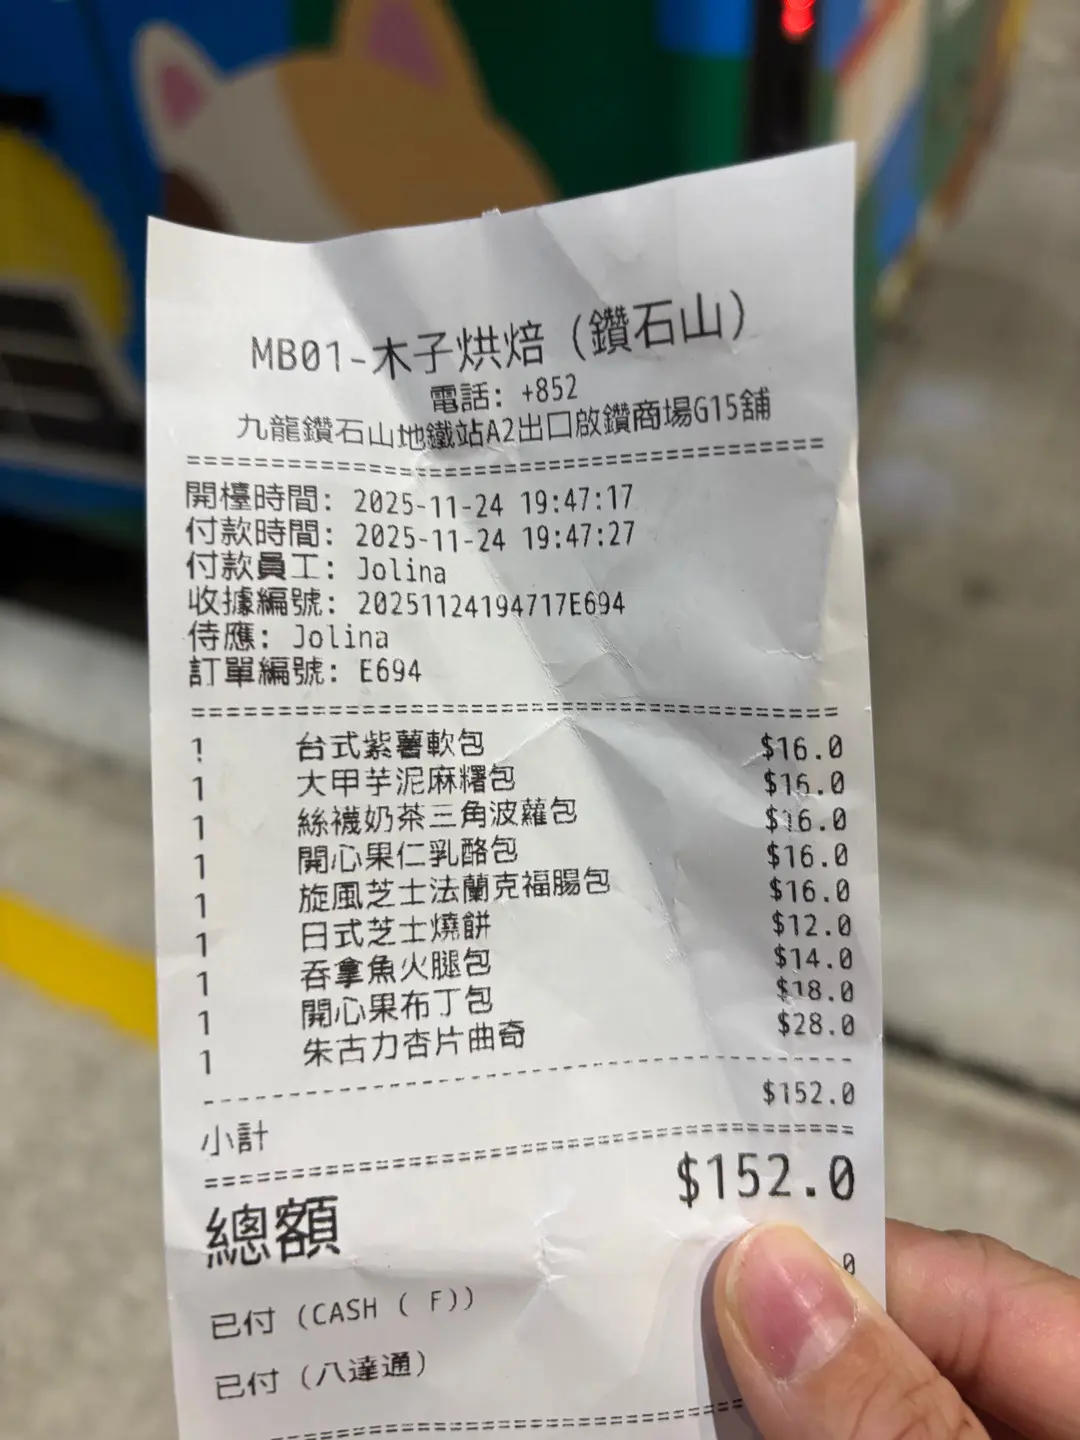 MB01-木子烘焙 (鑽石山)
電話: +852
九龍鑽石山地鐵站A2出口啟鑽商場G15舖
開檯時間: 2025-11-24 19:47:17
付款時間: 2025-11-24 19:47:27
付款員工: Jolina
收據編號: 20251124194717E694
侍應: Jolina
訂單編號: E694
1 台式紫薯軟包 $16.0
1 大甲芋泥麻糬包 $16.0
1 絲襪奶茶三角波蘿包 $16.0
1 開心果仁乳酪包 $16.0
1 旋風芝士法蘭克福腸包 $16.0
1 日式芝士燒餅 $12.0
1 吞拿魚火腿包 $14.0
1 開心果布丁包 $18.0
1 朱古力杏片曲奇 $28.0
小計 $152.0
總額 $152.0
已付 (CASH ( F))
已付 (八達通)